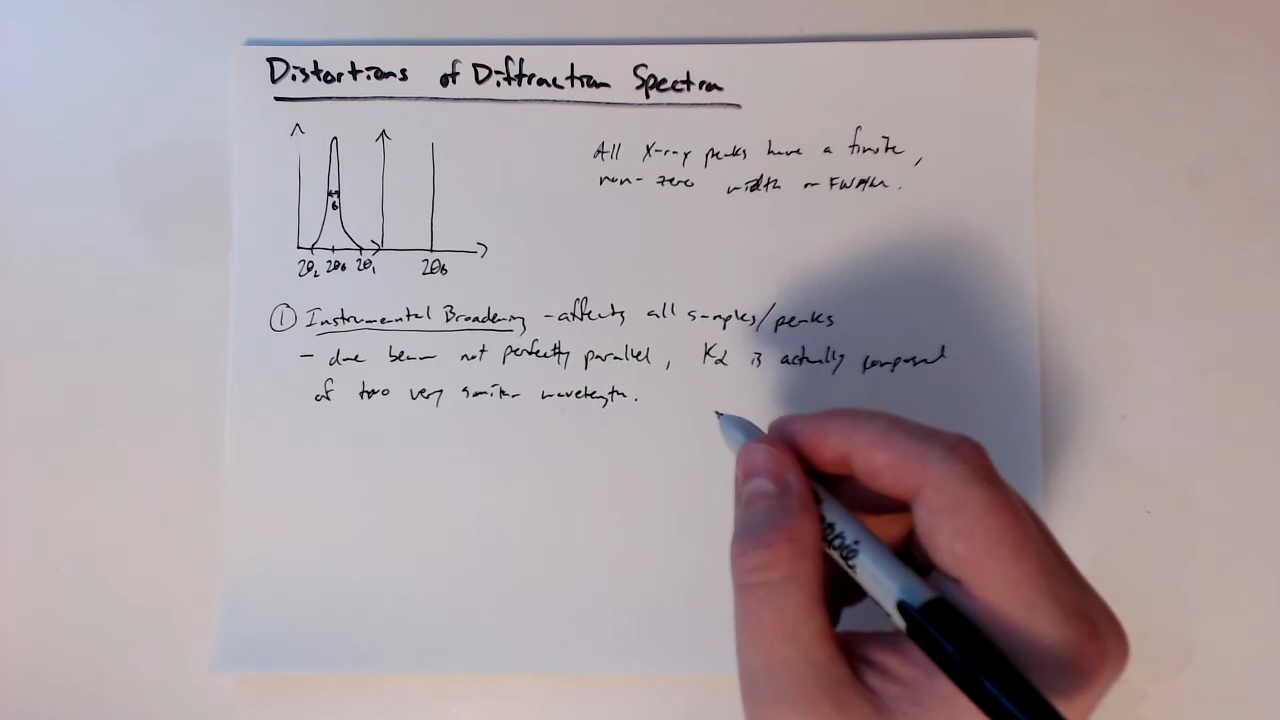 Distortions of Diffraction Spectra
All X-ray peaks have a finite,
non-zero width or FWHM.
B
2θ₂ 2θB 2θ₁
2θB
① Instrumental Broadening - affects all samples/peaks
- due beam not perfectly parallel, Kα is actually composed
of two very similar wavelength.
Sharpie